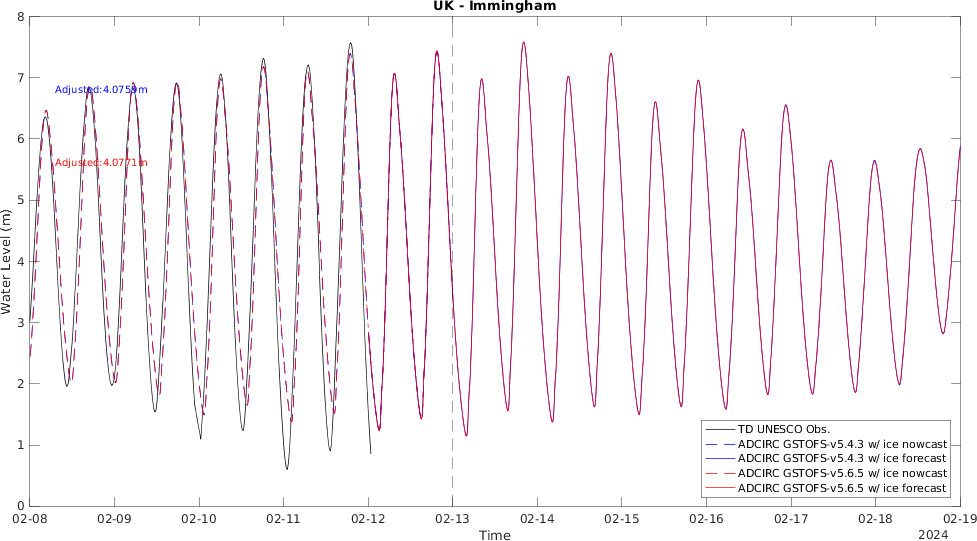 UK - Immingham
8
7
6
5
4
3
2
1
0
Water Level (m)
Adjusted:4.0759m
Adjusted:4.0771m
TD UNESCO Obs.
ADCIRC GSTOFS-v5.4.3 w/ ice nowcast
ADCIRC GSTOFS-v5.4.3 w/ ice forecast
ADCIRC GSTOFS-v5.6.5 w/ ice nowcast
ADCIRC GSTOFS-v5.6.5 w/ ice forecast
02-08 02-09 02-10 02-11 02-12 02-13 02-14 02-15 02-16 02-17 02-18 02-19
Time
2024